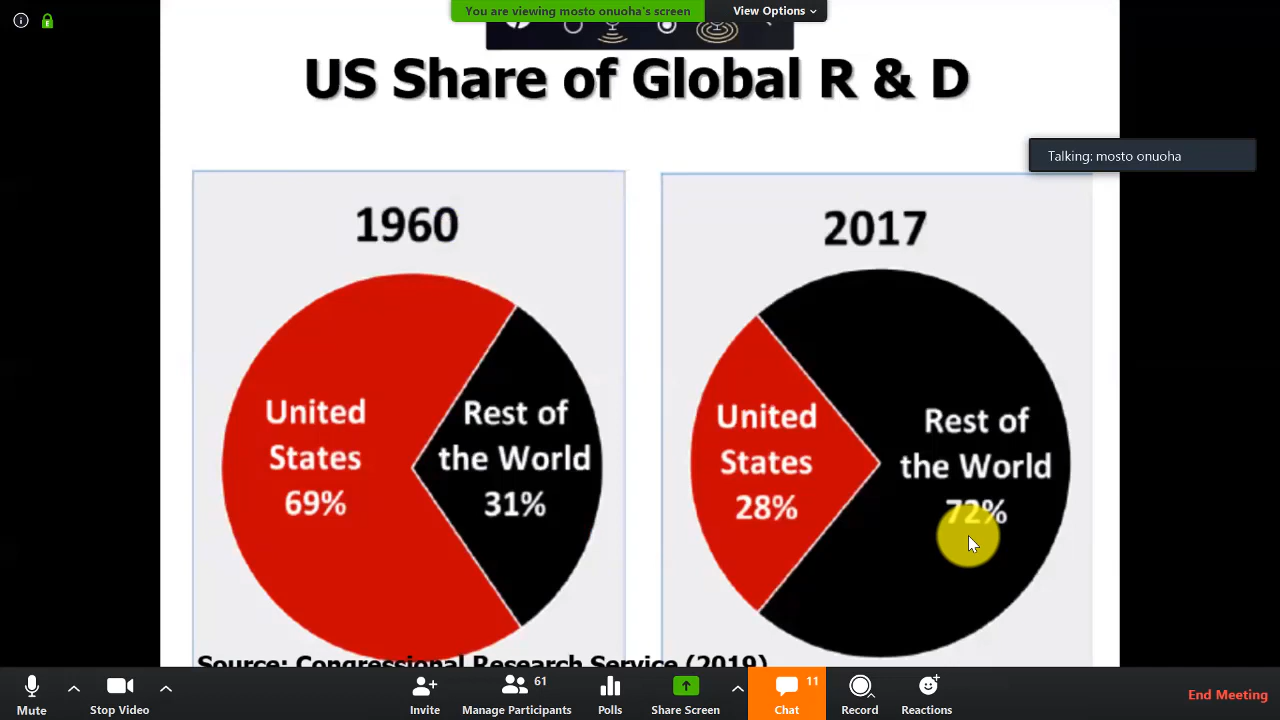 You are viewing mosto onuoha's screen
View Options
US Share of Global R & D
Talking: mosto onuoha
1960
United
States
69%
Rest of
the World
31%
2017
United
States
28%
Rest of
the World
72%
Source: Congressional Research Service (2019)
Mute
Stop Video
Invite
61
Manage Participants
Polls
Share Screen
11
Chat
Record
Reactions
End Meeting